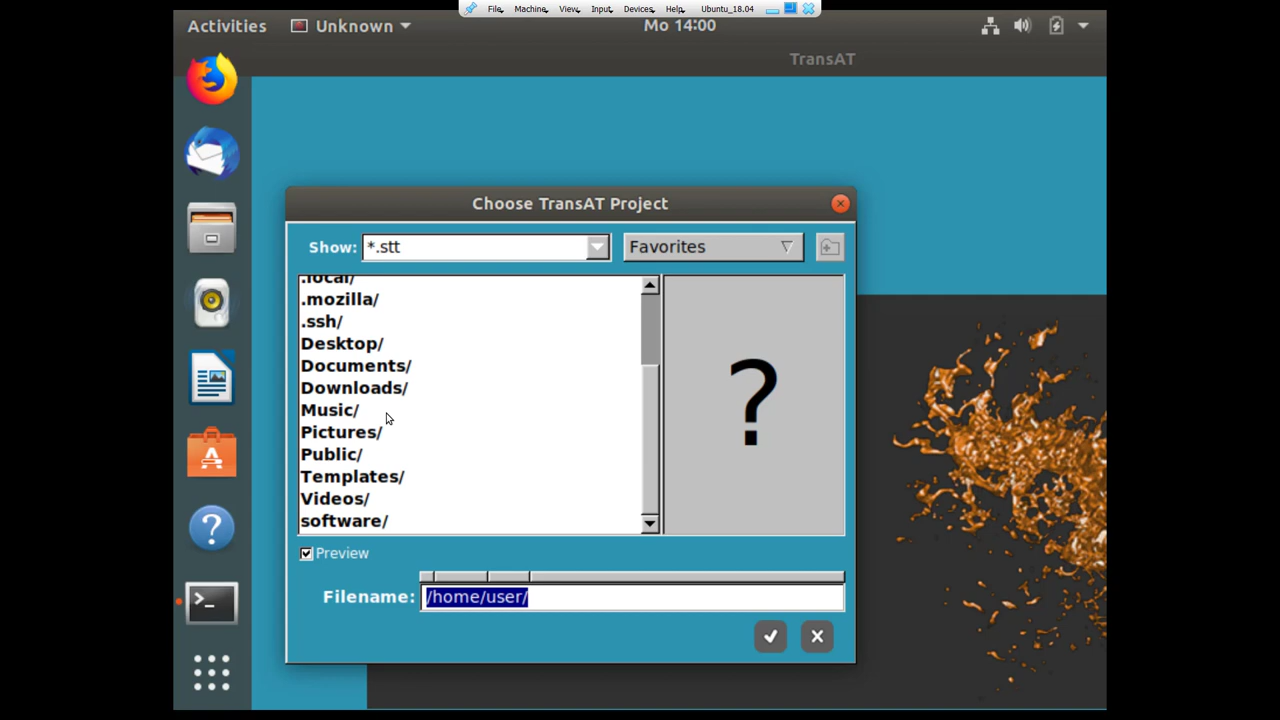 File Machine View Input Devices Help Ubuntu_18.04
Activities Unknown Mo 14:00
TransAT
Choose TransAT Project
Show: *.stt Favorites
.local/
.mozilla/
.ssh/
Desktop/
Documents/
Downloads/
Music/
Pictures/
Public/
Templates/
Videos/
software/
?
Preview
Filename: /home/user/